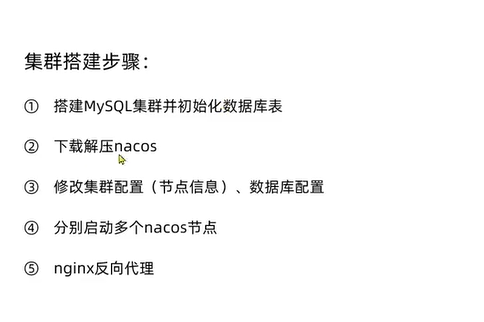 集群搭建步骤：
① 搭建MySQL集群并初始化数据库表
② 下载解压nacos
③ 修改集群配置（节点信息）、数据库配置
④ 分别启动多个nacos节点
⑤ nginx反向代理